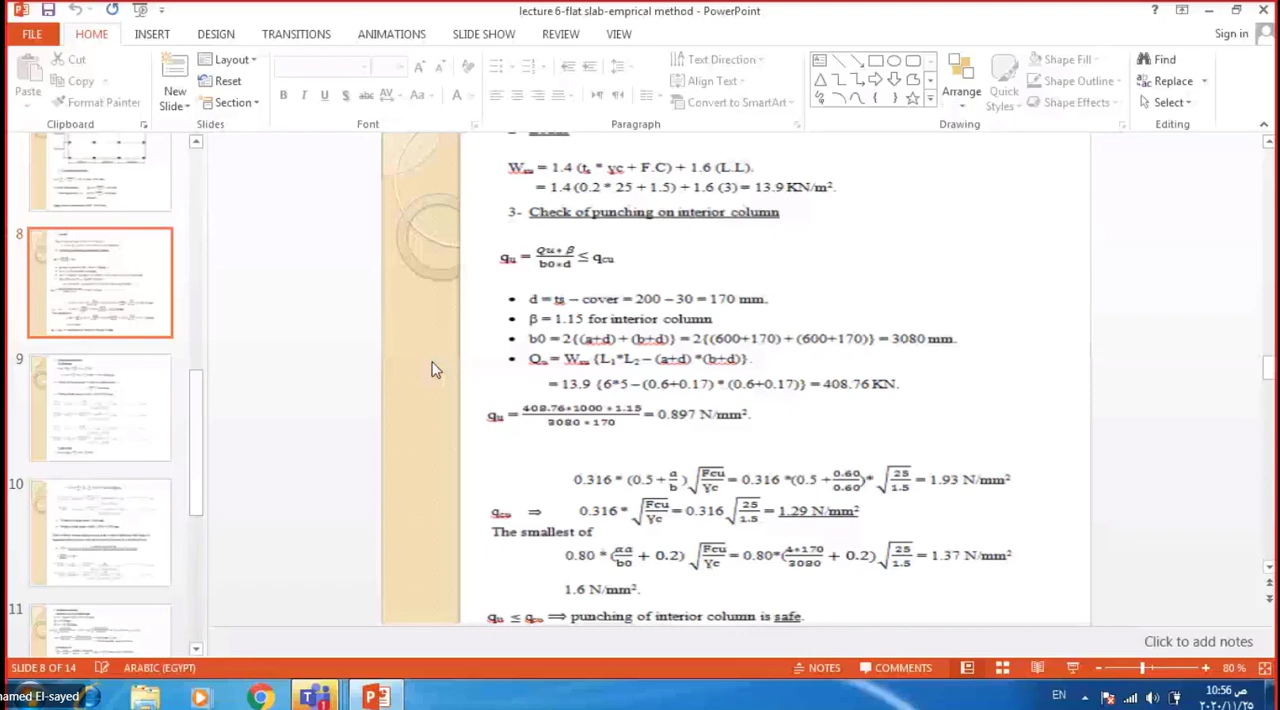 lecture 6-flat slab-emprical method - PowerPoint
Sign in
FILE HOME INSERT DESIGN TRANSITIONS ANIMATIONS SLIDE SHOW REVIEW VIEW
Paste
Cut
Copy
Format Painter
Clipboard
New
Slide
Layout
Reset
Section
Slides
B I U S abc AV Aa A
Font
Text Direction
Align Text
Convert to SmartArt
Paragraph
Arrange
Quick
Styles
Shape Fill
Shape Outline
Shape Effects
Drawing
Find
Replace
Select
Editing
8
9
10
11
Wsu = 1.4 (ts * γc + F.C) + 1.6 (L.L).
= 1.4 (0.2 * 25 + 1.5) + 1.6 (3) = 13.9 KN/m².
3- Check of punching on interior column
qu = Qu * β / b0 * d ≤ qcu
• d = ts – cover = 200 – 30 = 170 mm.
• β = 1.15 for interior column
• b0 = 2{(a+d) + (b+d)} = 2{(600+170) + (600+170)} = 3080 mm.
• Qu = Wsu {L1*L2 – (a+d) *(b+d)}.
= 13.9 {6*5 – (0.6+0.17) * (0.6+0.17)} = 408.76 KN.
qu = 408.76*1000 * 1.15 / 3080 * 170 = 0.897 N/mm².
0.316 * (0.5 + a/b) √Fcu/γc = 0.316 *(0.5 + 0.60/0.60)* √25/1.5 = 1.93 N/mm²
qcu ⇒ 0.316* √Fcu/γc = 0.316 √25/1.5 = 1.29 N/mm²
The smallest of
0.80 *(αd/b0 + 0.2) √Fcu/γc = 0.80*(4*170/3080 + 0.2) √25/1.5 = 1.37 N/mm²
1.6 N/mm².
qu ≤ qcu ⟹ punching of interior column is safe.
Click to add notes
SLIDE 8 OF 14 ARABIC (EGYPT) NOTES COMMENTS 80 %
named El-sayed
EN
10:56 ص
٢٠٢٠/١١/٢٥